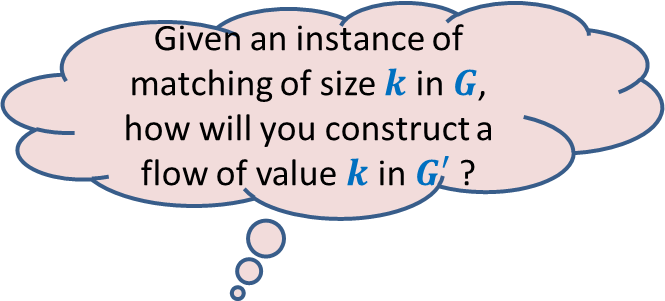 Given an instance of
matching of size k in G,
how will you construct a
flow of value k in G′ ?